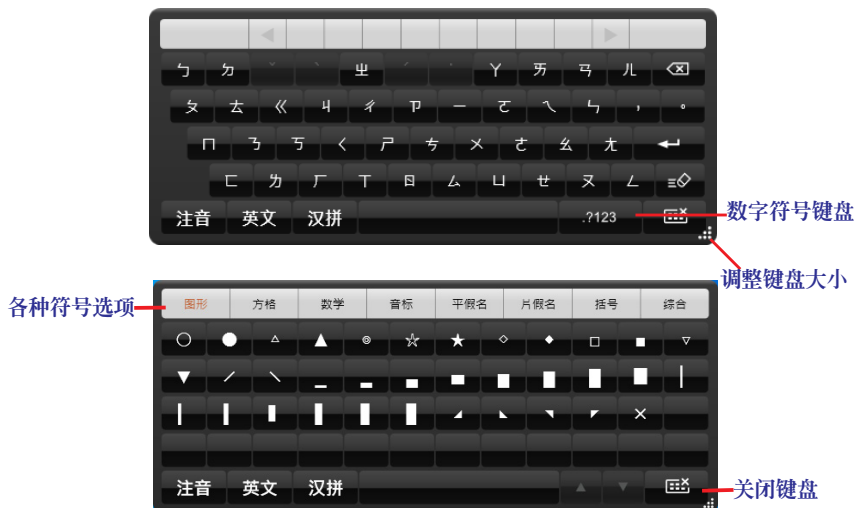 ㄅ ㄉ ˇ ˋ ㄓ ˊ ˙ ㄚ ㄞ ㄢ ㄦ
ㄆ ㄊ ㄍ ㄐ ㄔ ㄗ ㄧ ㄛ ㄟ ㄣ , 。
ㄇ ㄋ ㄎ ㄑ ㄕ ㄘ ㄨ ㄜ ㄠ ㄤ
ㄈ ㄌ ㄏ ㄒ ㄖ ㄙ ㄩ ㄝ ㄡ ㄥ
注音 英文 汉拼 .?123
数字符号键盘
调整键盘大小
各种符号选项
图形 方格 数学 音标 平假名 片假名 括号 综合
注音 英文 汉拼
关闭键盘